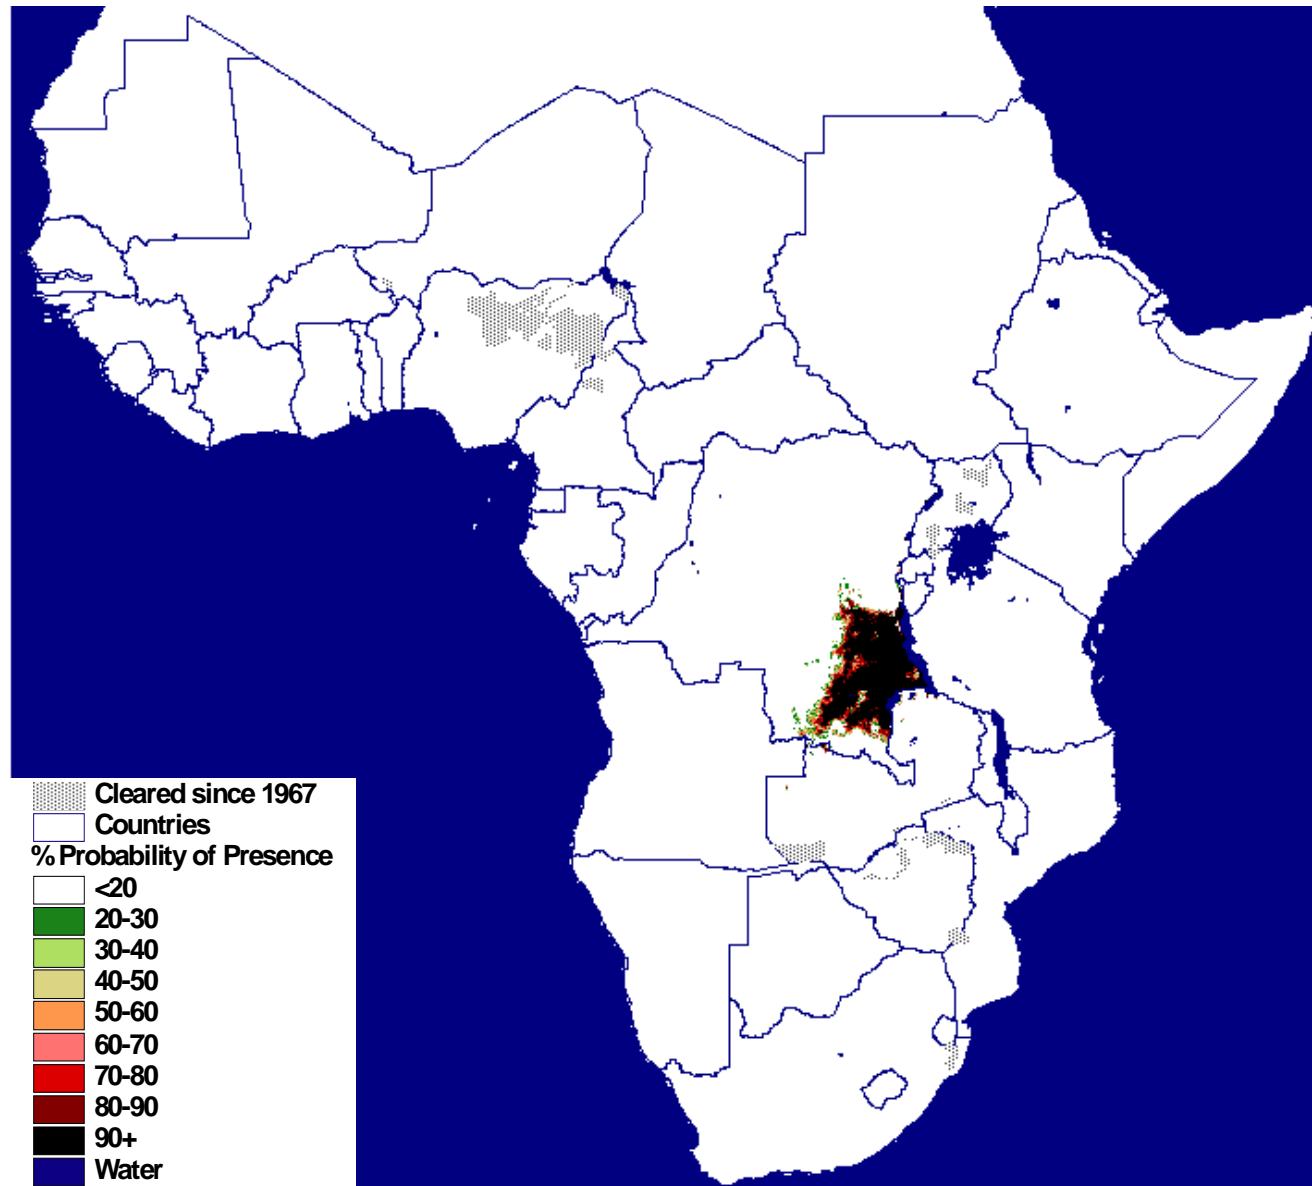 Cleared since 1967
Countries
% Probability of Presence
<20
20-30
30-40
40-50
50-60
60-70
70-80
80-90
90+
Water